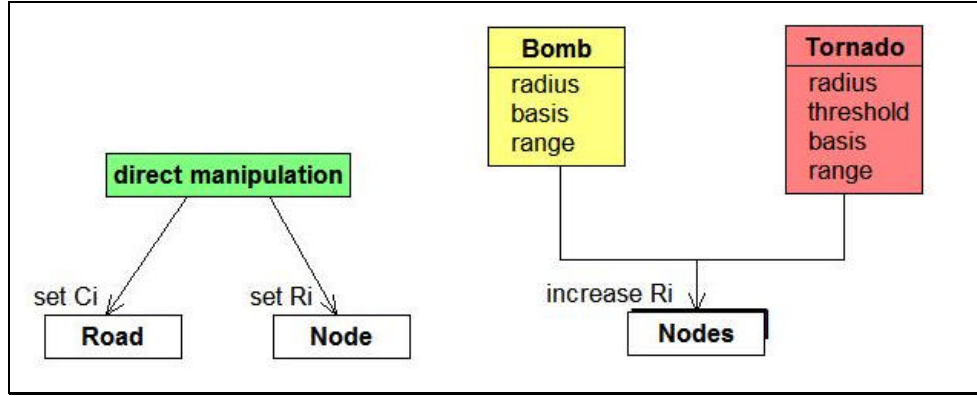 direct manipulation
set Ci
set Ri
Road
Node
Bomb
radius
basis
range
Tornado
radius
threshold
basis
range
increase Ri
Nodes